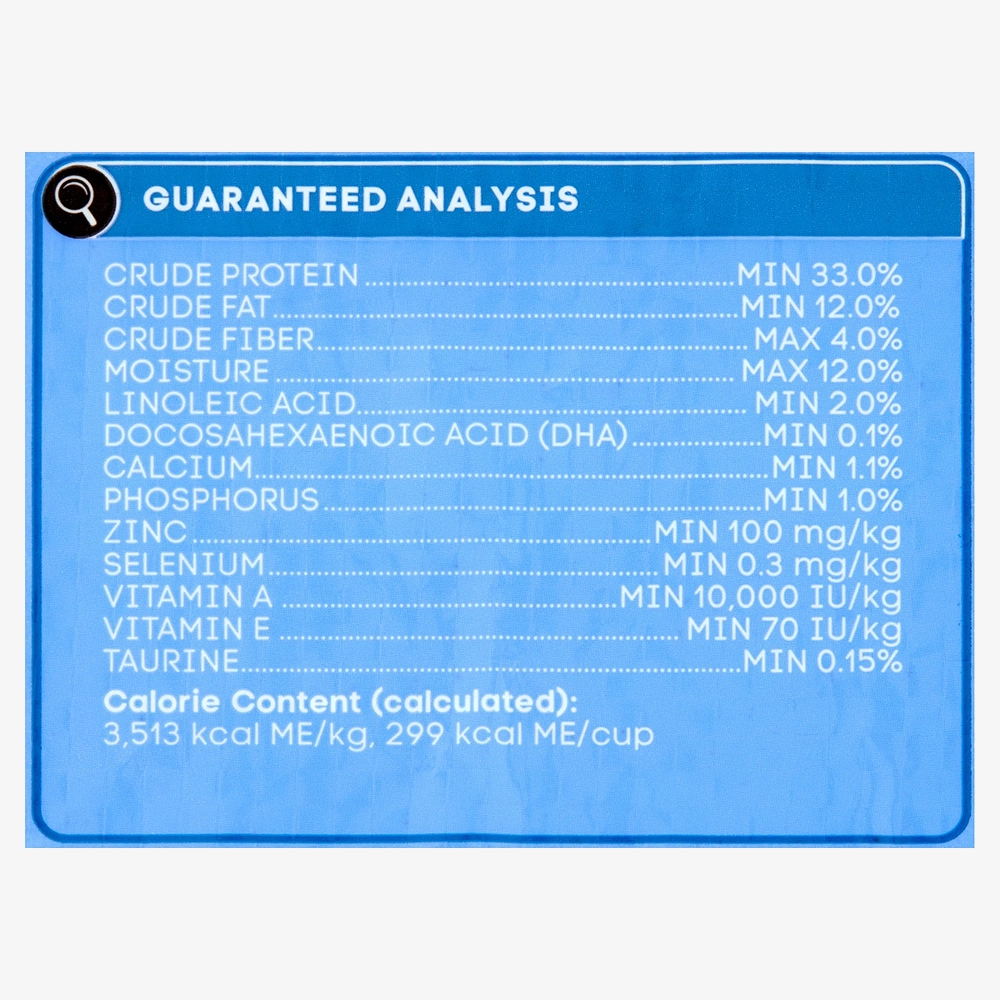 GUARANTEED ANALYSIS
CRUDE PROTEIN........................................MIN 33.0%
CRUDE FAT........................................MIN 12.0%
CRUDE FIBER........................................MAX 4.0%
MOISTURE........................................MAX 12.0%
LINOLEIC ACID........................................MIN 2.0%
DOCOSAHEXAENOIC ACID (DHA)................MIN 0.1%
CALCIUM........................................MIN 1.1%
PHOSPHORUS........................................MIN 1.0%
ZINC........................................MIN 100 mg/kg
SELENIUM........................................MIN 0.3 mg/kg
VITAMIN A........................................MIN 10,000 IU/kg
VITAMIN E........................................MIN 70 IU/kg
TAURINE........................................MIN 0.15%
Calorie Content (calculated):
3,513 kcal ME/kg, 299 kcal ME/cup